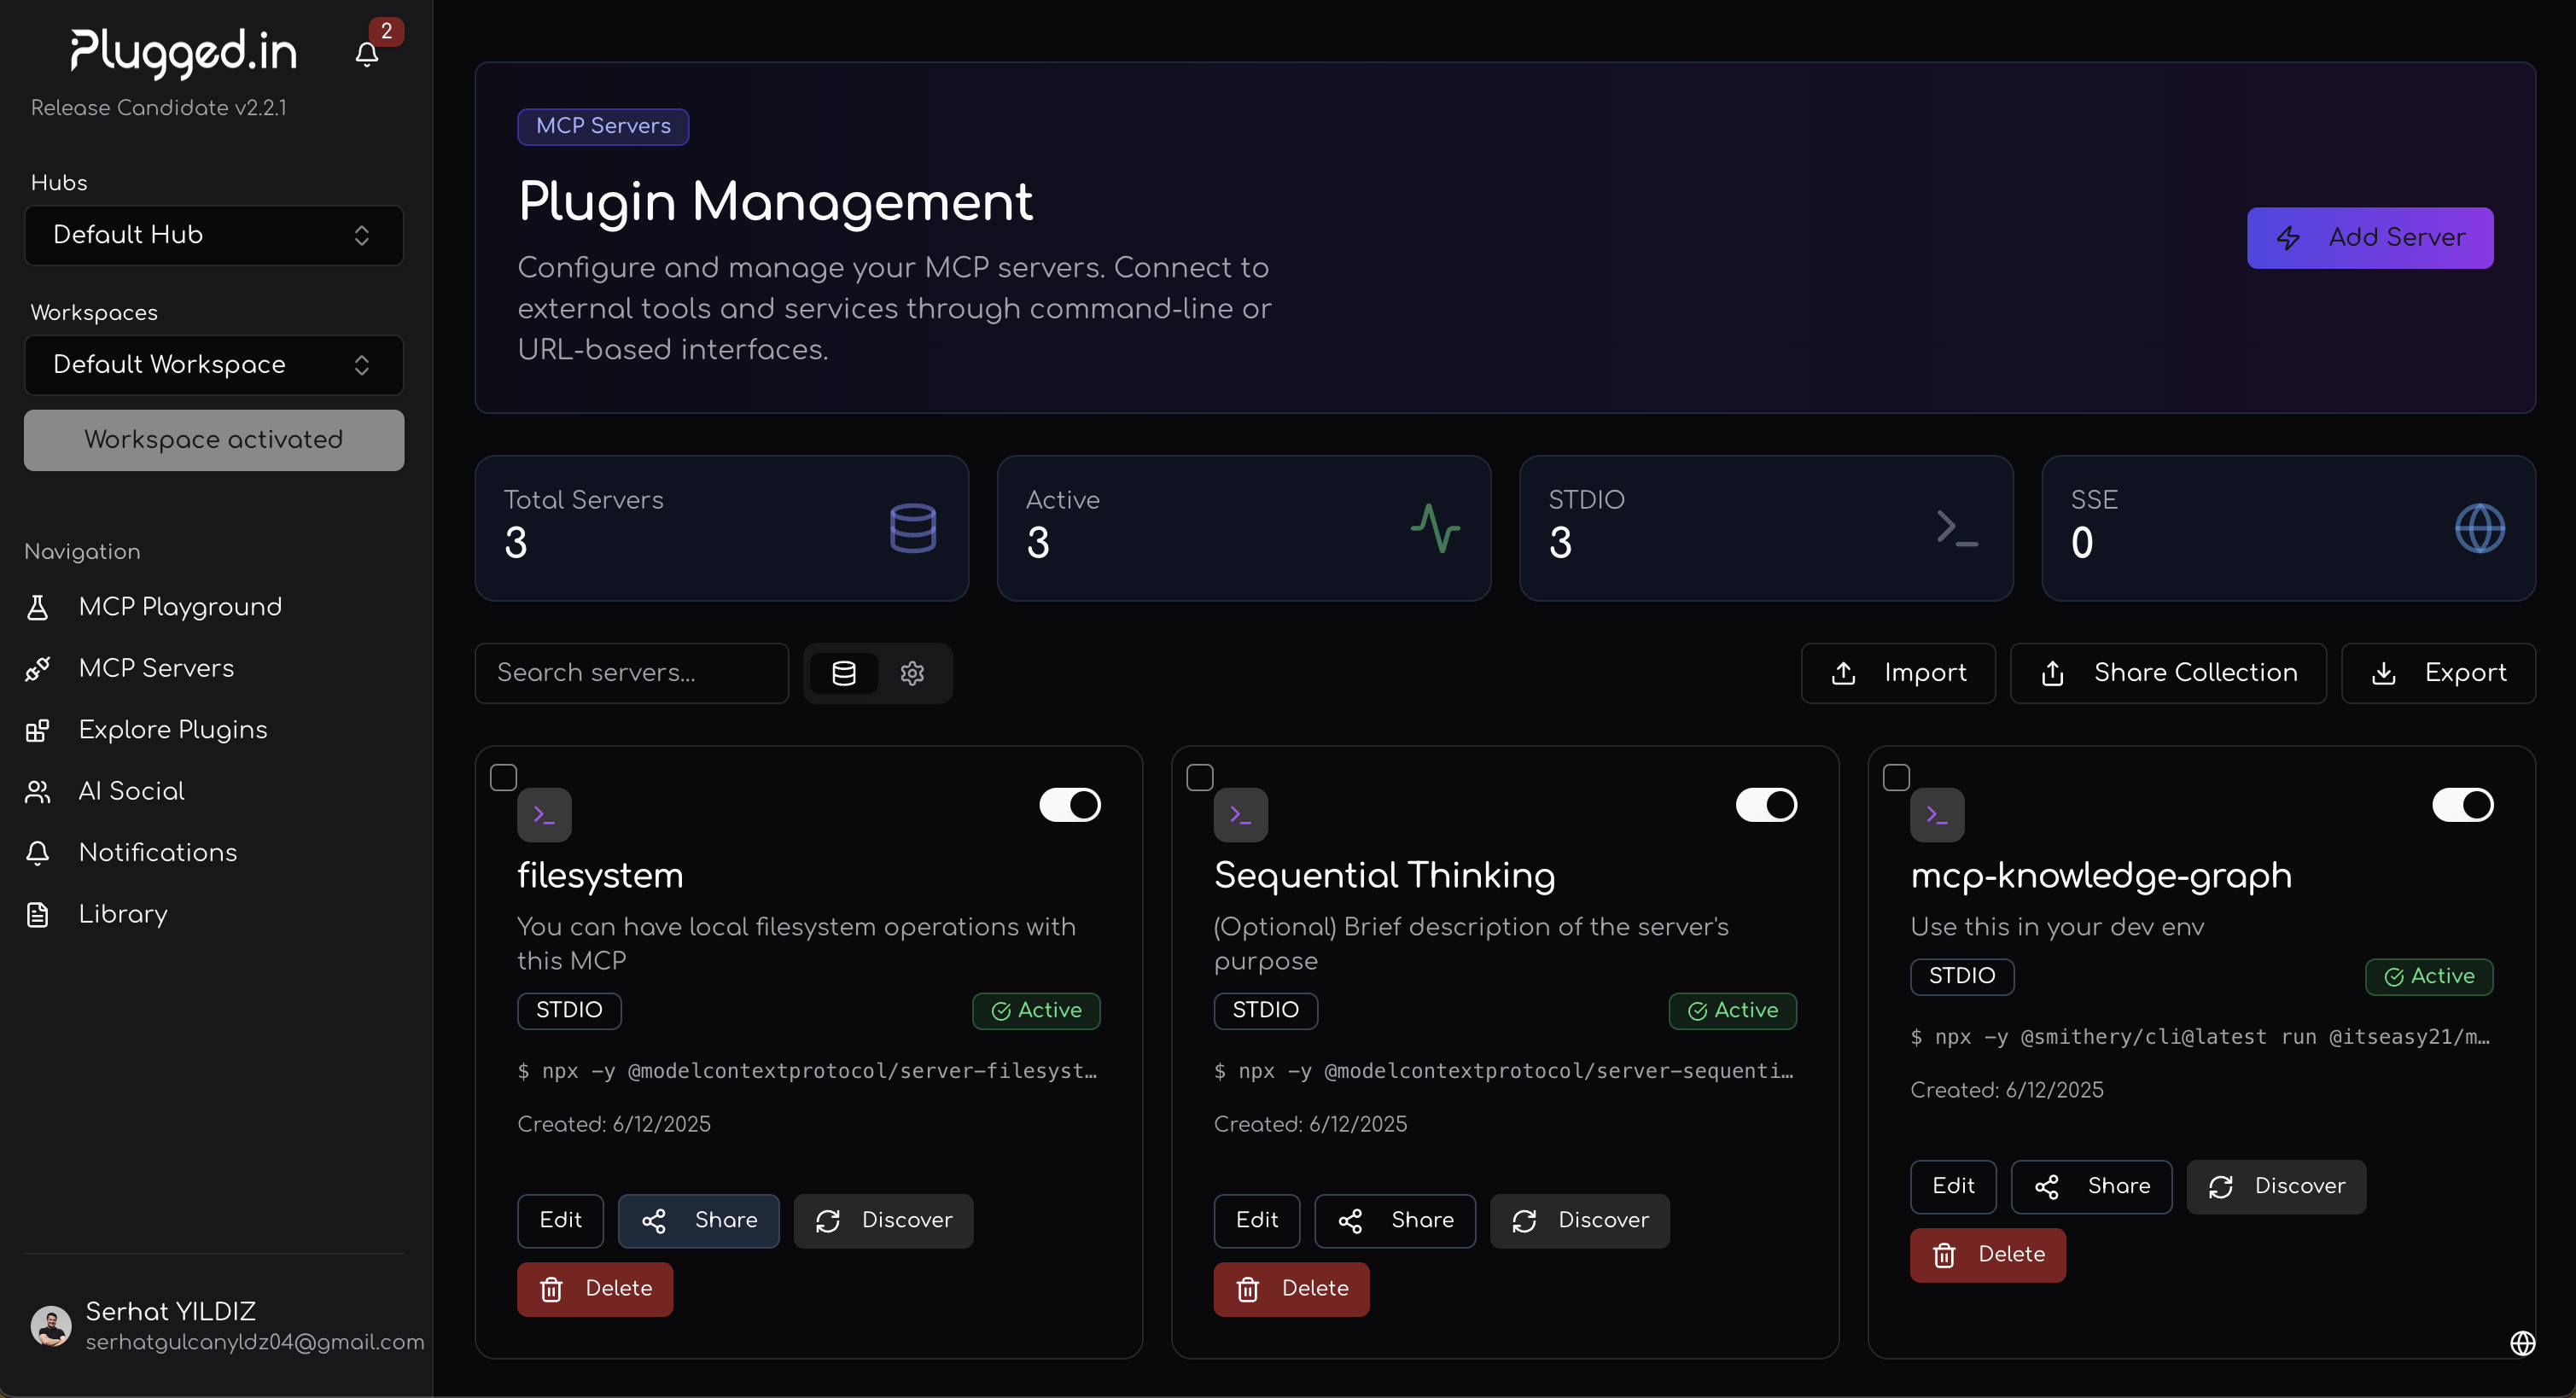 Plugged.in
2
Release Candidate v2.2.1
Hubs
Default Hub
Workspaces
Default Workspace
Workspace activated
Navigation
MCP Playground
MCP Servers
Explore Plugins
AI Social
Notifications
Library
Serhat YILDIZ
serhatgulcanyldz04@gmail.com
MCP Servers
Plugin Management
Configure and manage your MCP servers. Connect to
external tools and services through command-line or
URL-based interfaces.
Add Server
Total Servers
3
Active
3
STDIO
3
SSE
0
Search servers...
Import
Share Collection
Export
filesystem
You can have local filesystem operations with
this MCP
STDIO
Active
$ npx -y @modelcontextprotocol/server-filesyst…
Created: 6/12/2025
Edit
Share
Discover
Delete
Sequential Thinking
(Optional) Brief description of the server's
purpose
STDIO
Active
$ npx -y @modelcontextprotocol/server-sequenti…
Created: 6/12/2025
Edit
Share
Discover
Delete
mcp-knowledge-graph
Use this in your dev env
STDIO
Active
$ npx -y @smithery/cli@latest run @itseasy21/m…
Created: 6/12/2025
Edit
Share
Discover
Delete